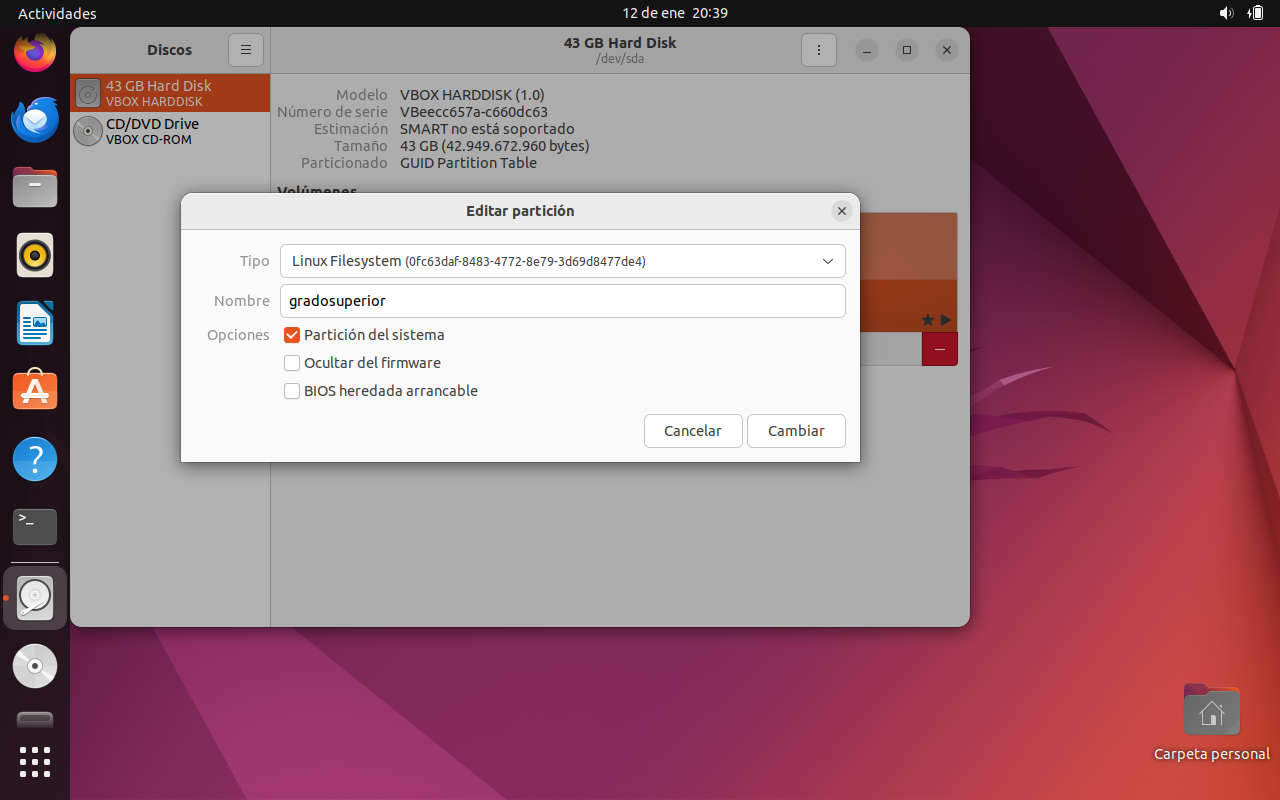 Actividades
12 de ene 20:39
Discos
43 GB Hard Disk
/dev/sda
43 GB Hard Disk
VBOX HARDDISK
CD/DVD Drive
VBOX CD-ROM
Modelo VBOX HARDDISK (1.0)
Número de serie VBeecc657a-c660dc63
Estimación SMART no está soportado
Tamaño 43 GB (42.949.672.960 bytes)
Particionado GUID Partition Table
Volúmenes
Editar partición
Tipo Linux Filesystem (0fc63daf-8483-4772-8e79-3d69d8477de4)
Nombre gradosuperior
Opciones Partición del sistema
Ocultar del firmware
BIOS heredada arrancable
Cancelar Cambiar
>_
Carpeta personal